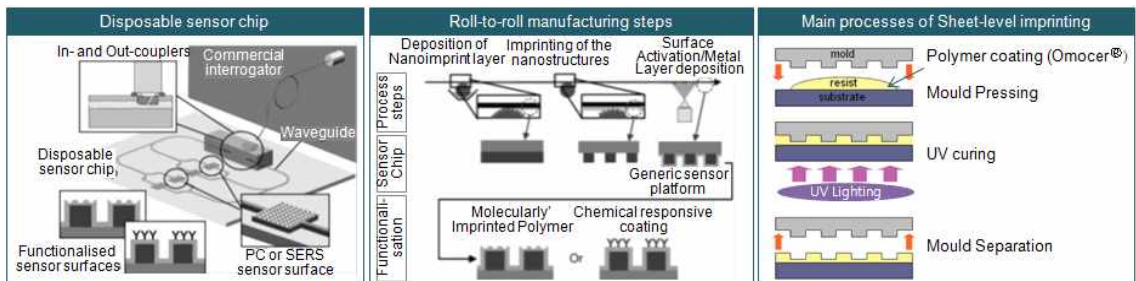 Disposable sensor chip
In- and Out-couplers
Commercial
interrogator
Waveguide
Disposable
sensor chip,
Functionalised
sensor surfaces
PC or SERS
sensor surface
Roll-to-roll manufacturing steps
Deposition of
Nanoimprint layer
Imprinting of the
nanostructures
Surface
Activation/Metal
Layer deposition
Process
steps
Sensor
Chip
Generic sensor
platform
Functionali-
sation
Molecularly'
Imprinted Polymer
Or
Chemical responsive
coating
Main processes of Sheet-level imprinting
mold
resist
substrate
Polymer coating (Omocer®)
Mould Pressing
UV curing
UV Lighting
Mould Separation